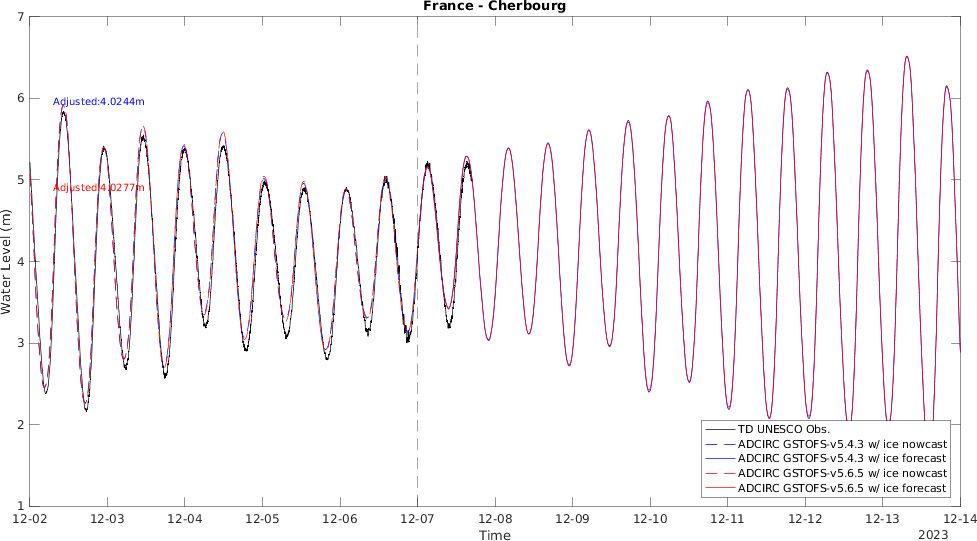 France - Cherbourg
7
6
5
4
3
2
1
Water Level (m)
Adjusted:4.0244m
Adjusted:4.0277m
TD UNESCO Obs.
ADCIRC GSTOFS-v5.4.3 w/ ice nowcast
ADCIRC GSTOFS-v5.4.3 w/ ice forecast
ADCIRC GSTOFS-v5.6.5 w/ ice nowcast
ADCIRC GSTOFS-v5.6.5 w/ ice forecast
12-02 12-03 12-04 12-05 12-06 12-07 12-08 12-09 12-10 12-11 12-12 12-13 12-14
Time
2023